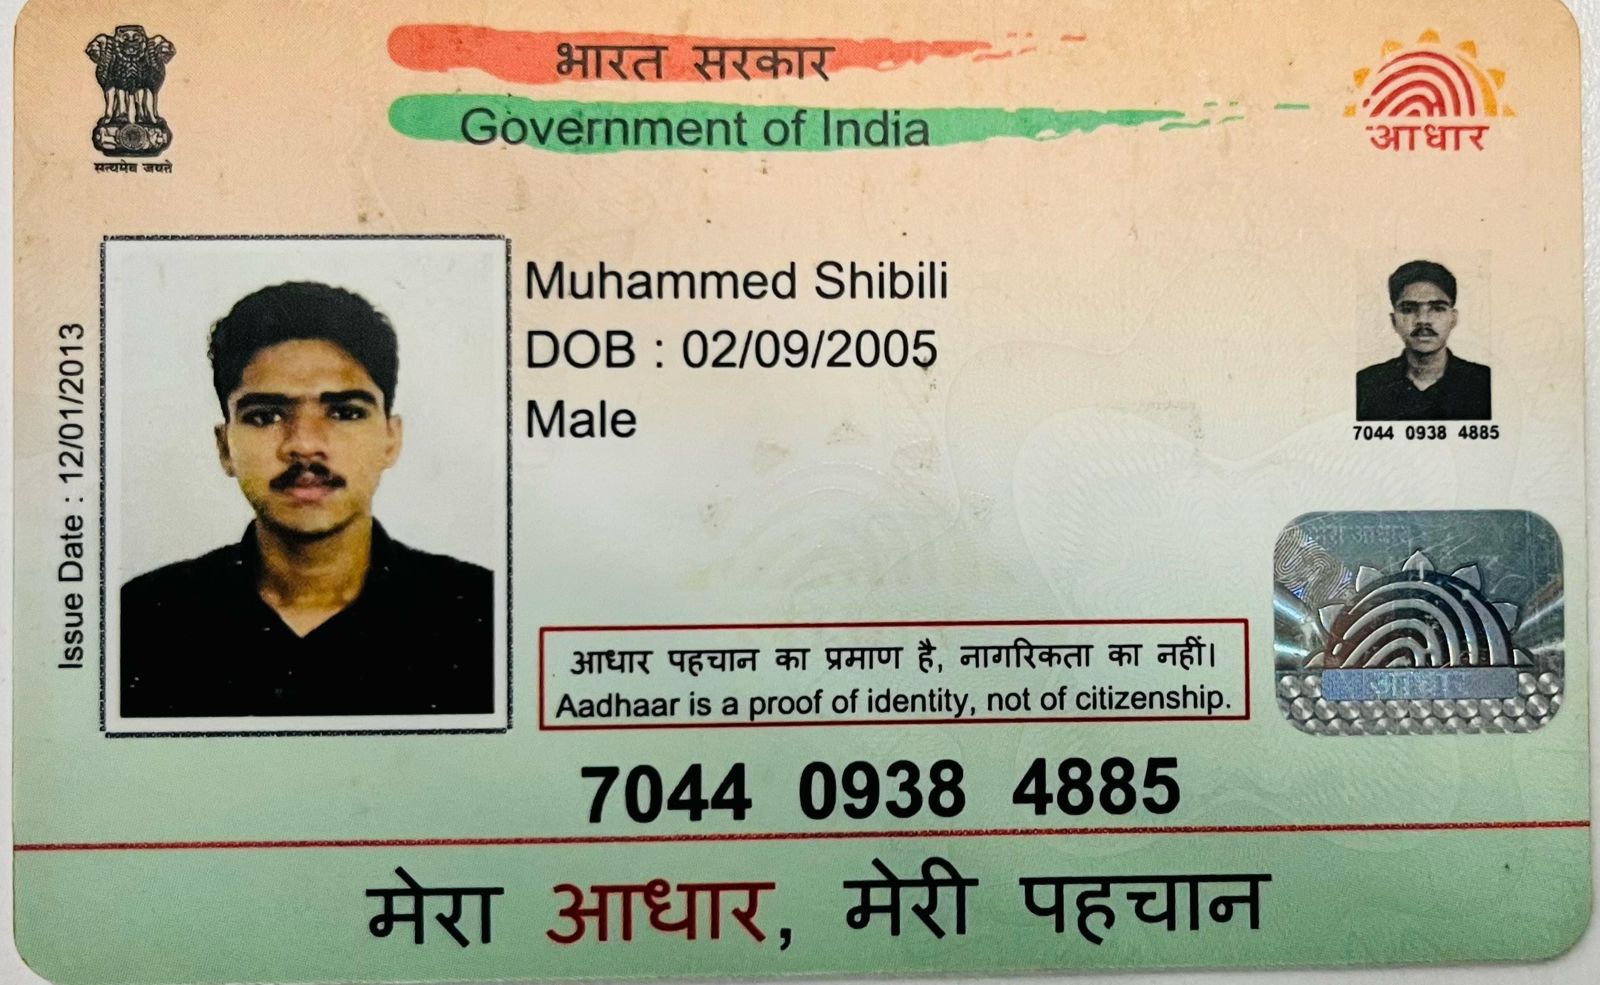 भारत सरकार
Government of India
सत्यमेव जयते
आधार
Issue Date : 12/01/2013
Muhammed Shibili
DOB : 02/09/2005
Male
7044 0938 4885
मेरा आधार
आधार
आधार पहचान का प्रमाण है, नागरिकता का नहीं।
Aadhaar is a proof of identity, not of citizenship.
7044 0938 4885
मेरा आधार, मेरी पहचान